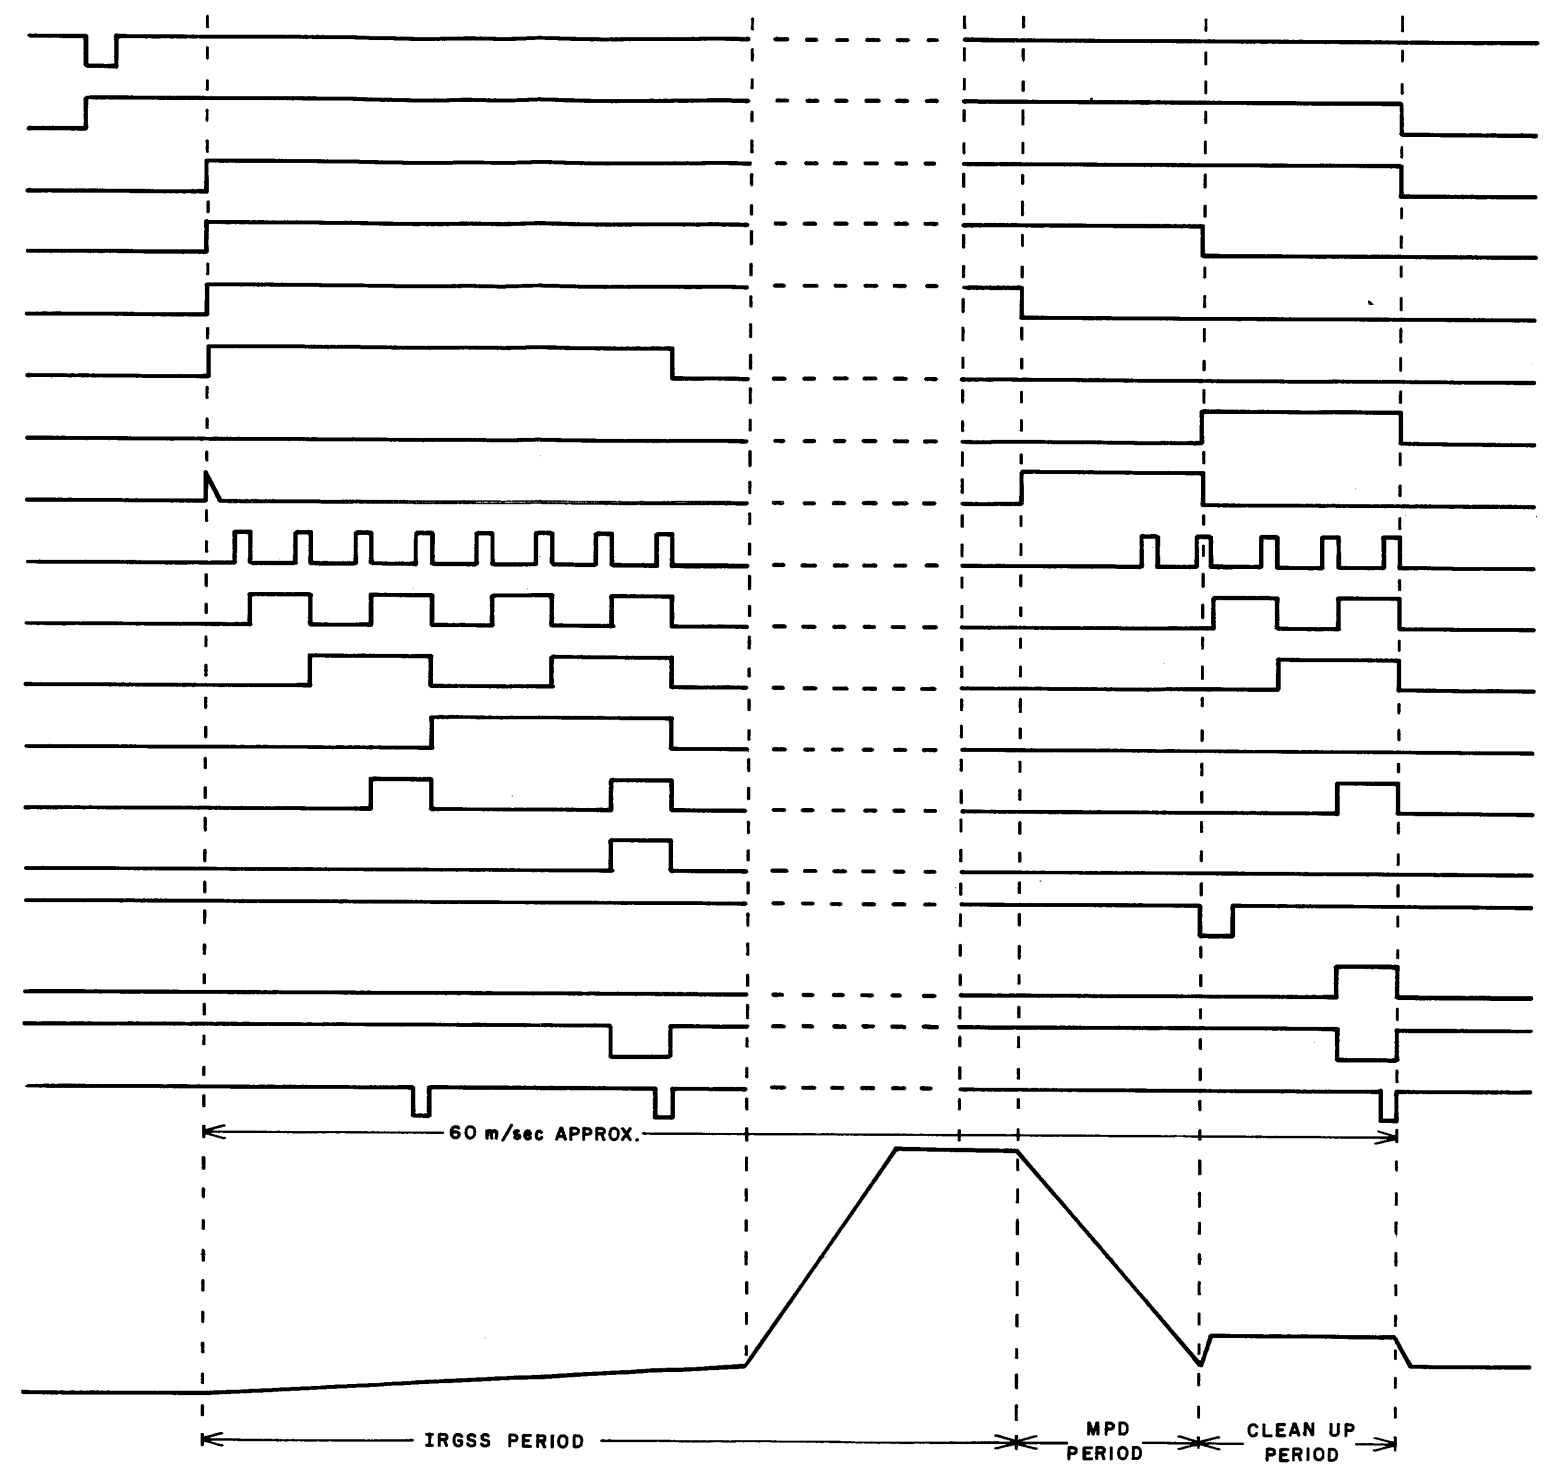 60 m/sec APPROX.
IRGSS PERIOD
MPD
PERIOD
CLEAN UP
PERIOD